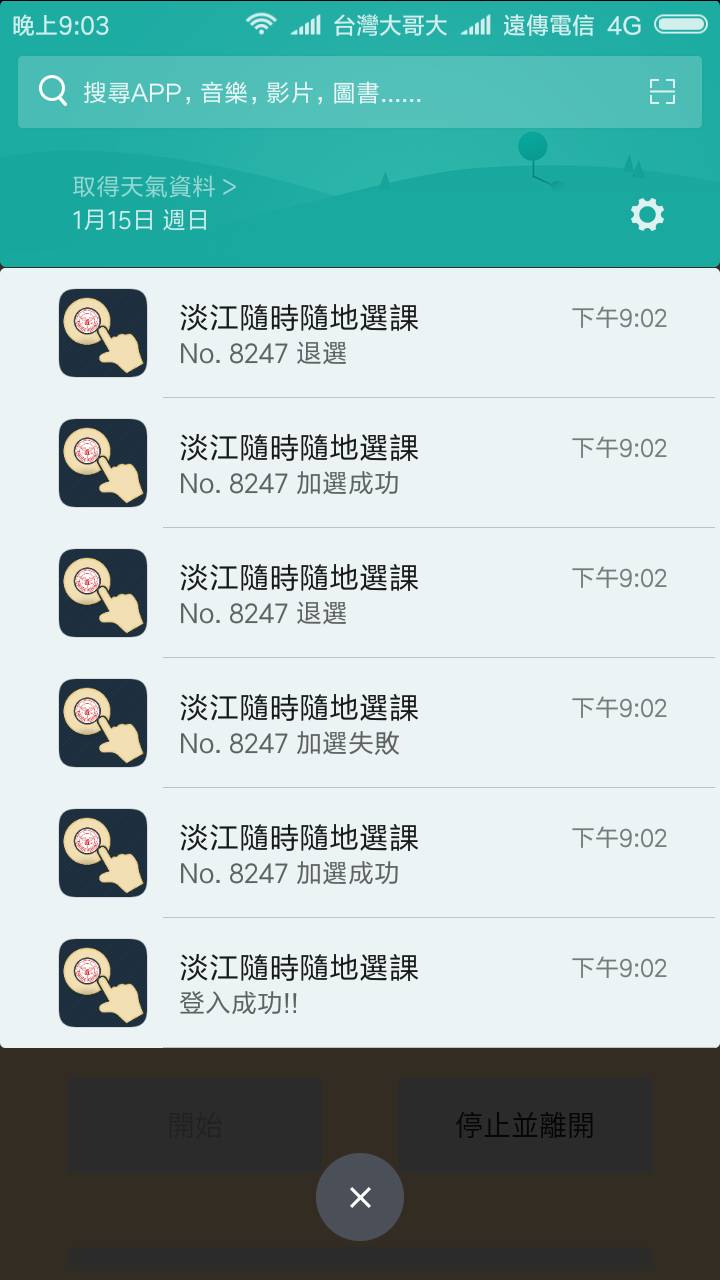 晚上9:03 台灣大哥大 遠傳電信 4G
搜尋APP, 音樂, 影片, 圖書......
取得天氣資料 >
1月15日 週日
淡江隨時隨地選課 下午9:02
No. 8247 退選
淡江隨時隨地選課 下午9:02
No. 8247 加選成功
淡江隨時隨地選課 下午9:02
No. 8247 退選
淡江隨時隨地選課 下午9:02
No. 8247 加選失敗
淡江隨時隨地選課 下午9:02
No. 8247 加選成功
淡江隨時隨地選課 下午9:02
登入成功!!
開始 停止並離開